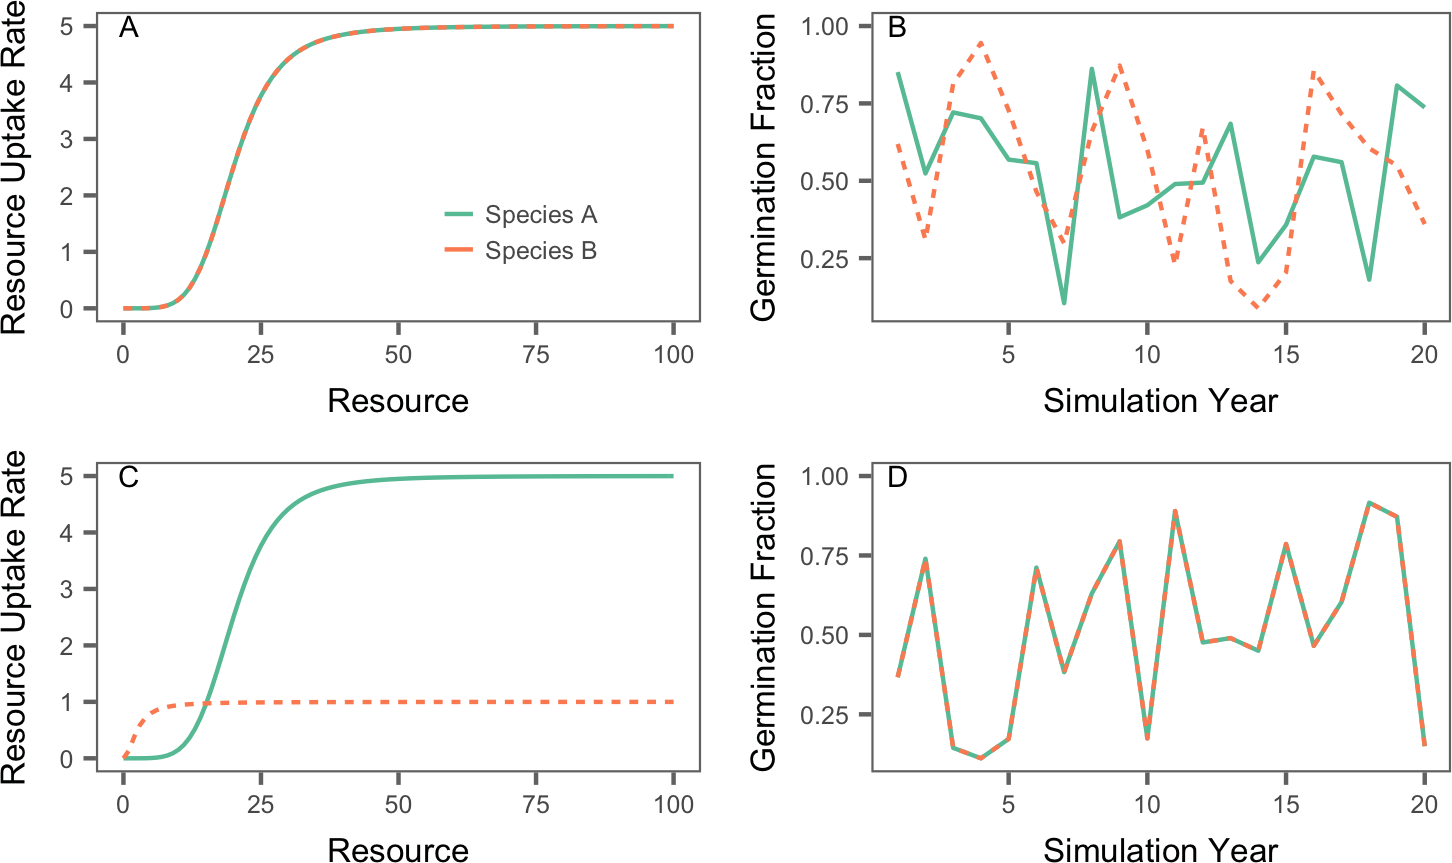 A
Resource Uptake Rate
5
4
3
2
1
0
Species A
Species B
0 25 50 75 100
Resource
B
Germination Fraction
1.00
0.75
0.50
0.25
5 10 15 20
Simulation Year
C
Resource Uptake Rate
5
4
3
2
1
0
0 25 50 75 100
Resource
D
Germination Fraction
1.00
0.75
0.50
0.25
5 10 15 20
Simulation Year